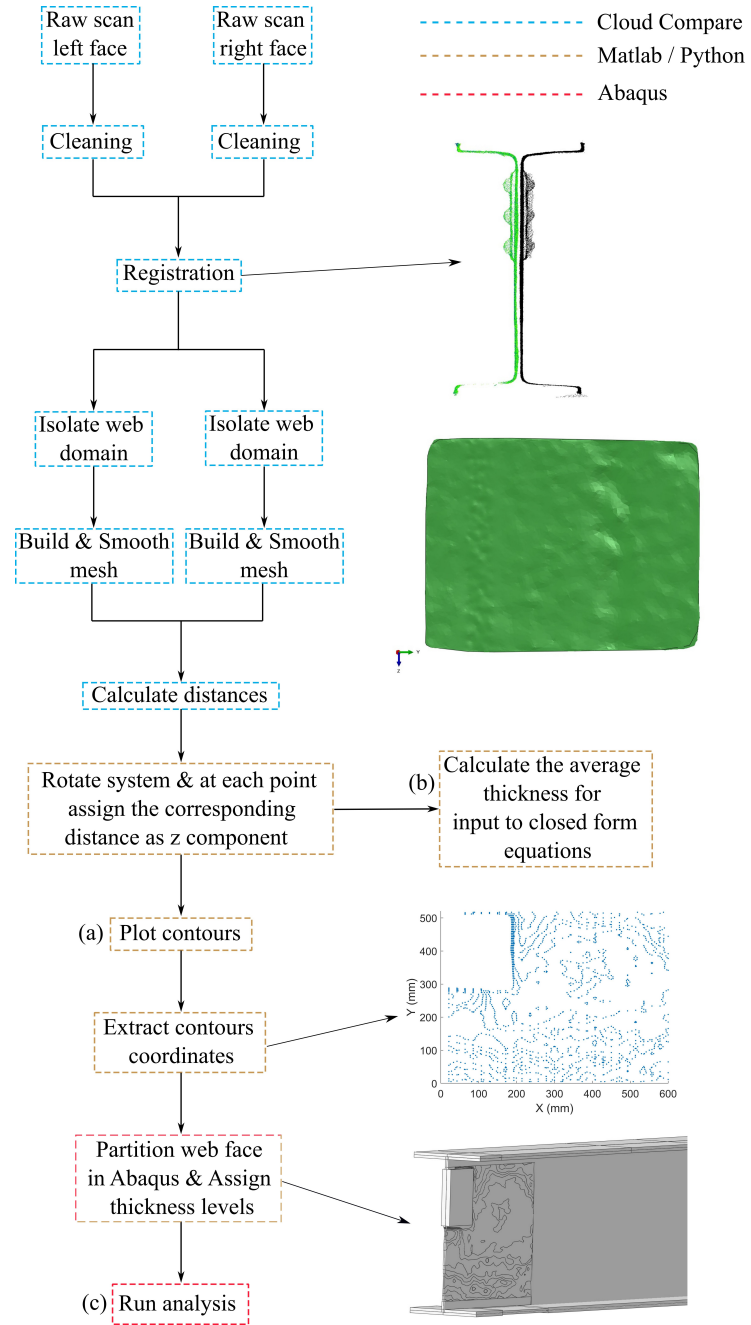 Raw scan
left face
Raw scan
right face
Cloud Compare
Matlab / Python
Abaqus
Cleaning
Cleaning
Registration
Isolate web
domain
Isolate web
domain
Build & Smooth
mesh
Build & Smooth
mesh
Y
Z
Calculate distances
Rotate system & at each point
assign the corresponding
distance as z component
(b)
Calculate the average
thickness for
input to closed form
equations
(a)
Plot contours
Extract contours
coordinates
500
400
300
200
100
0
Y (mm)
0 100 200 300 400 500 600
X (mm)
Partition web face
in Abaqus & Assign
thickness levels
(c)
Run analysis